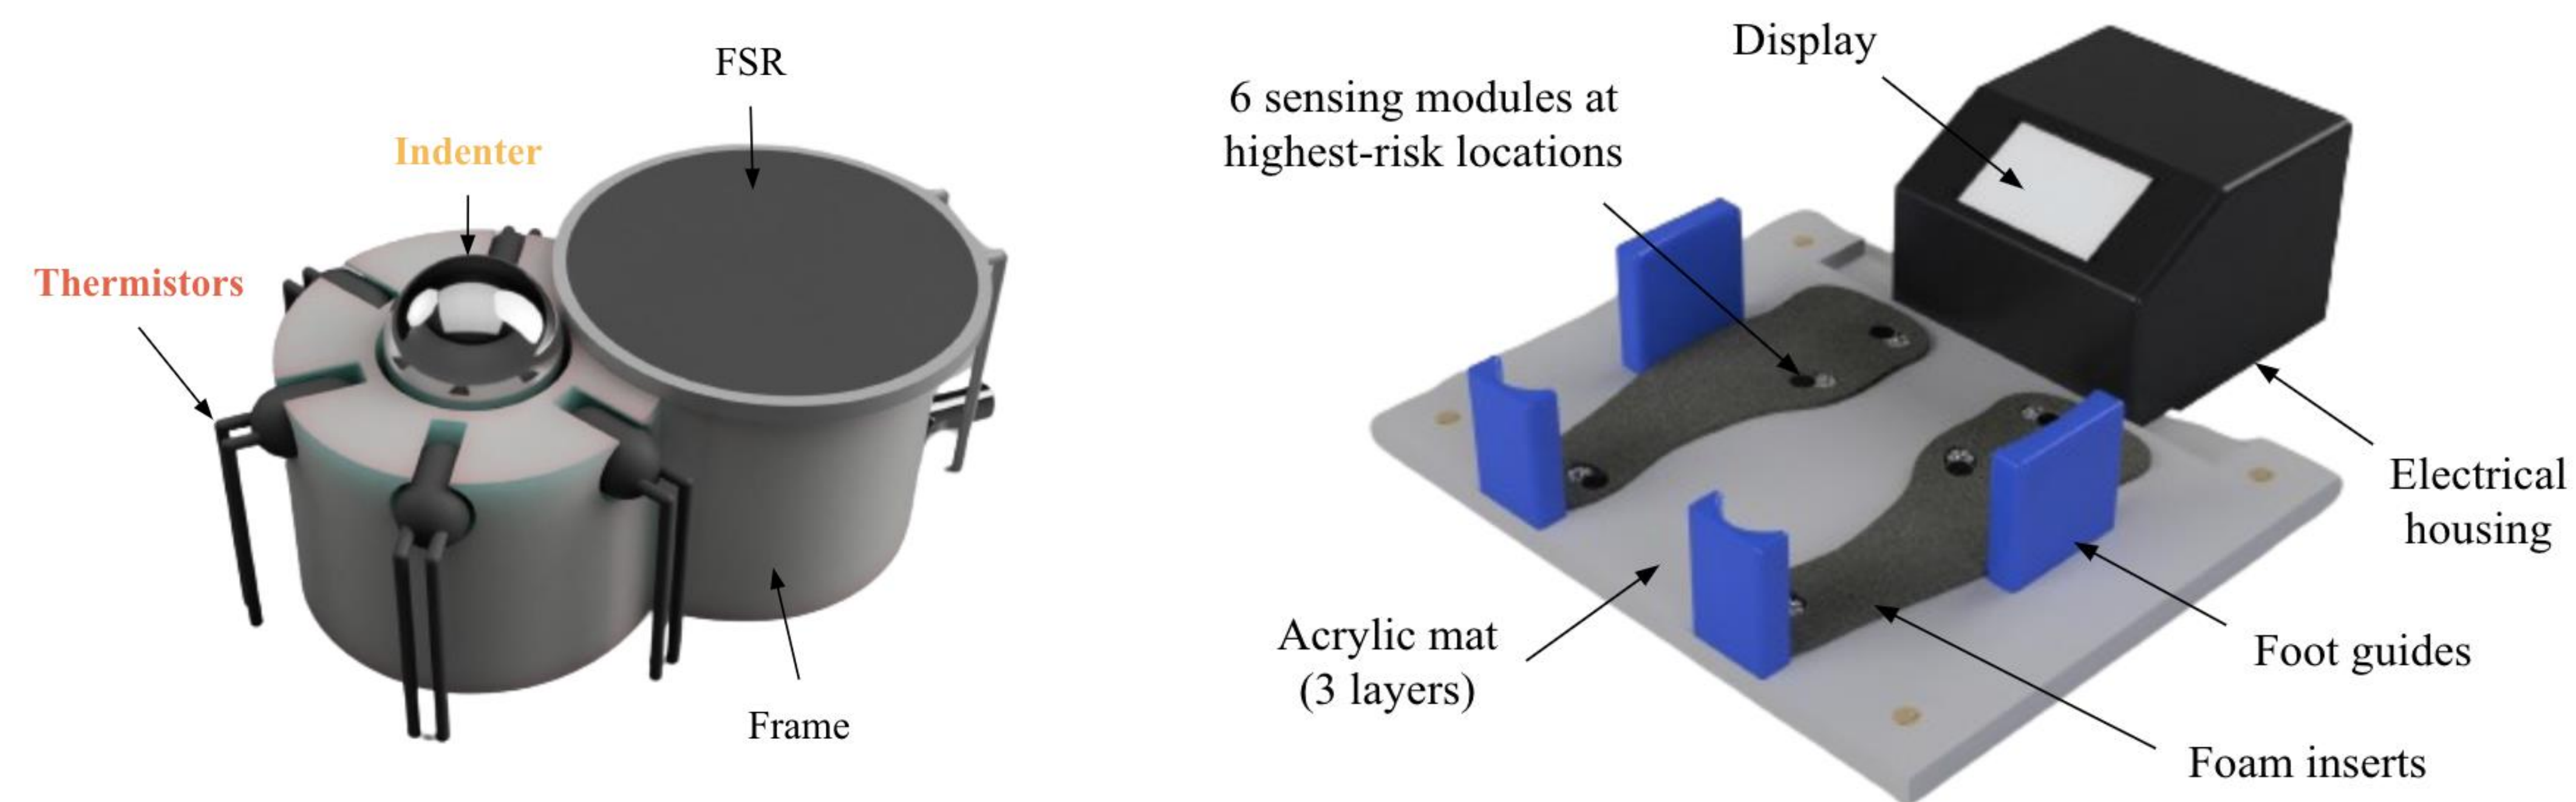 FSR
Indenter
Thermistors
Frame
Display
6 sensing modules at
highest-risk locations
Electrical
housing
Acrylic mat
(3 layers)
Foot guides
Foam inserts